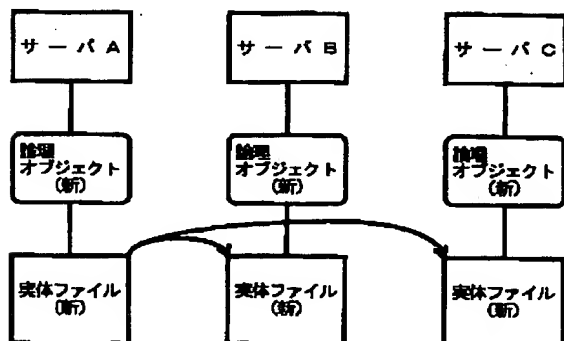 サーバA
サーバB
サーバC
論理
オブジェクト
(新)
論理
オブジェクト
(新)
論理
オブジェクト
(新)
実体ファイル
(新)
実体ファイル
(新)
実体ファイル
(新)